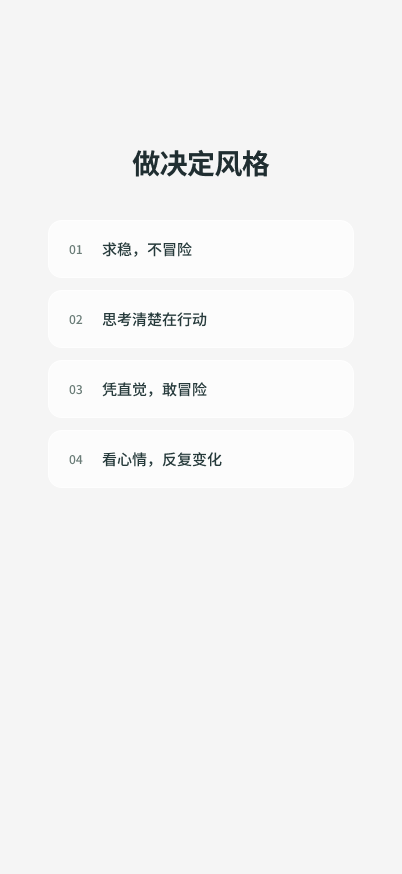 做决定风格
01 求稳，不冒险
02 思考清楚在行动
03 凭直觉，敢冒险
04 看心情，反复变化